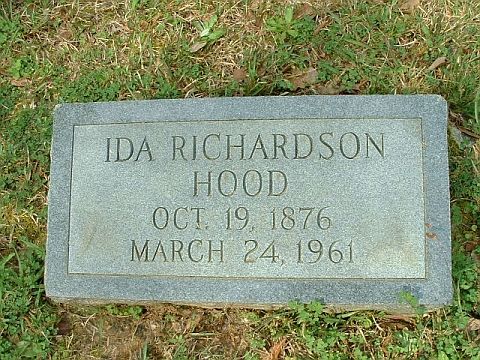 IDA RICHARDSON
HOOD
OCT. 19, 1876
MARCH 24, 1961